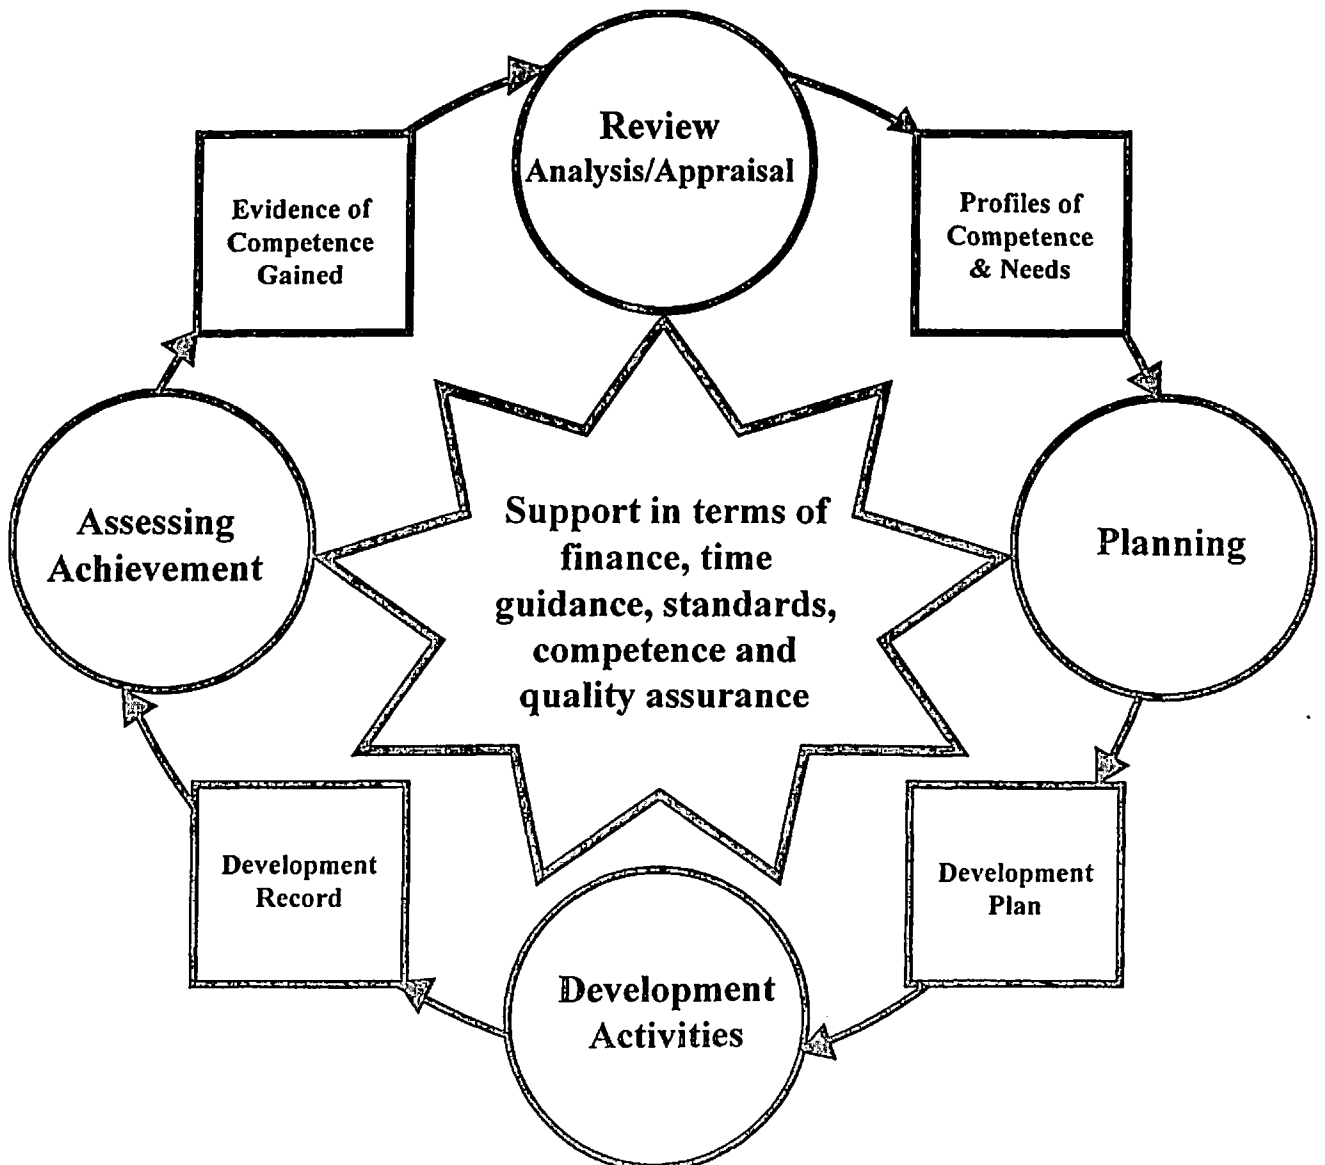 Review
Analysis/Appraisal
Profiles of
Competence
& Needs
Planning
Development
Plan
Development
Activities
Development
Record
Assessing
Achievement
Evidence of
Competence
Gained
Support in terms of
finance, time
guidance, standards,
competence and
quality assurance